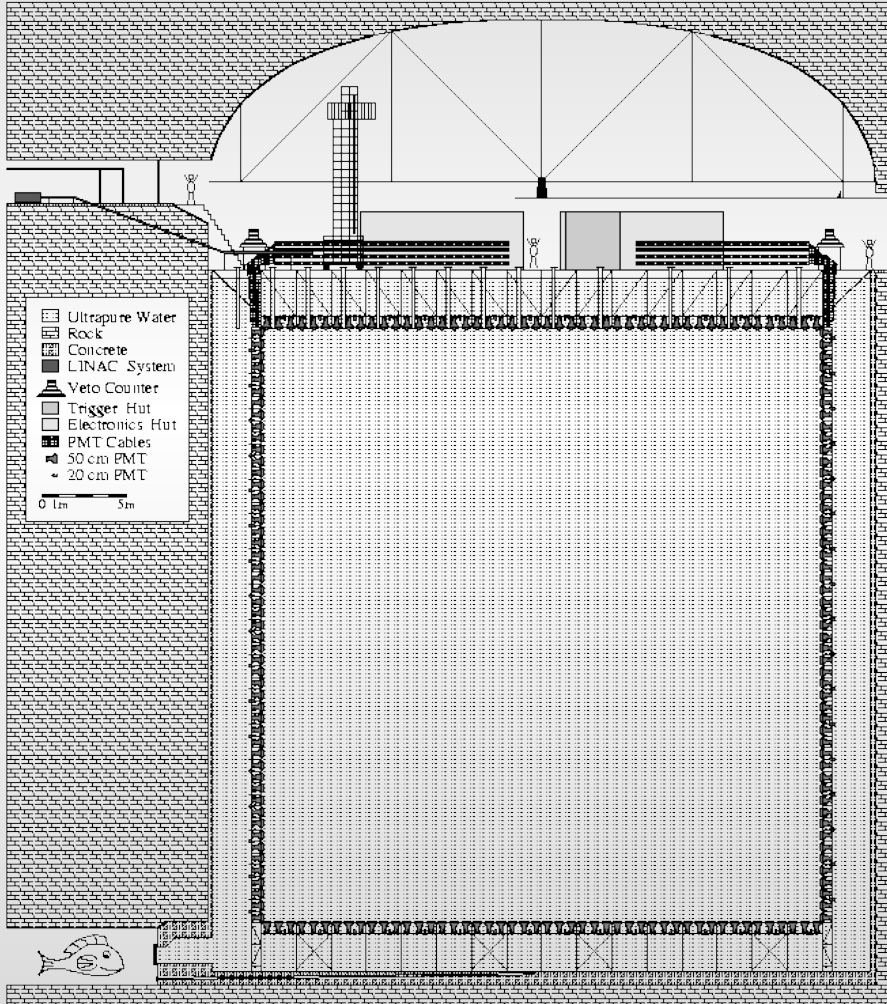 Ultrapure Water
Rock
Concrete
LINAC System
Veto Counter
Trigger Hut
Electronics Hut
PMT Cables
50 cm PMT
20 cm PMT
0 1m 5m